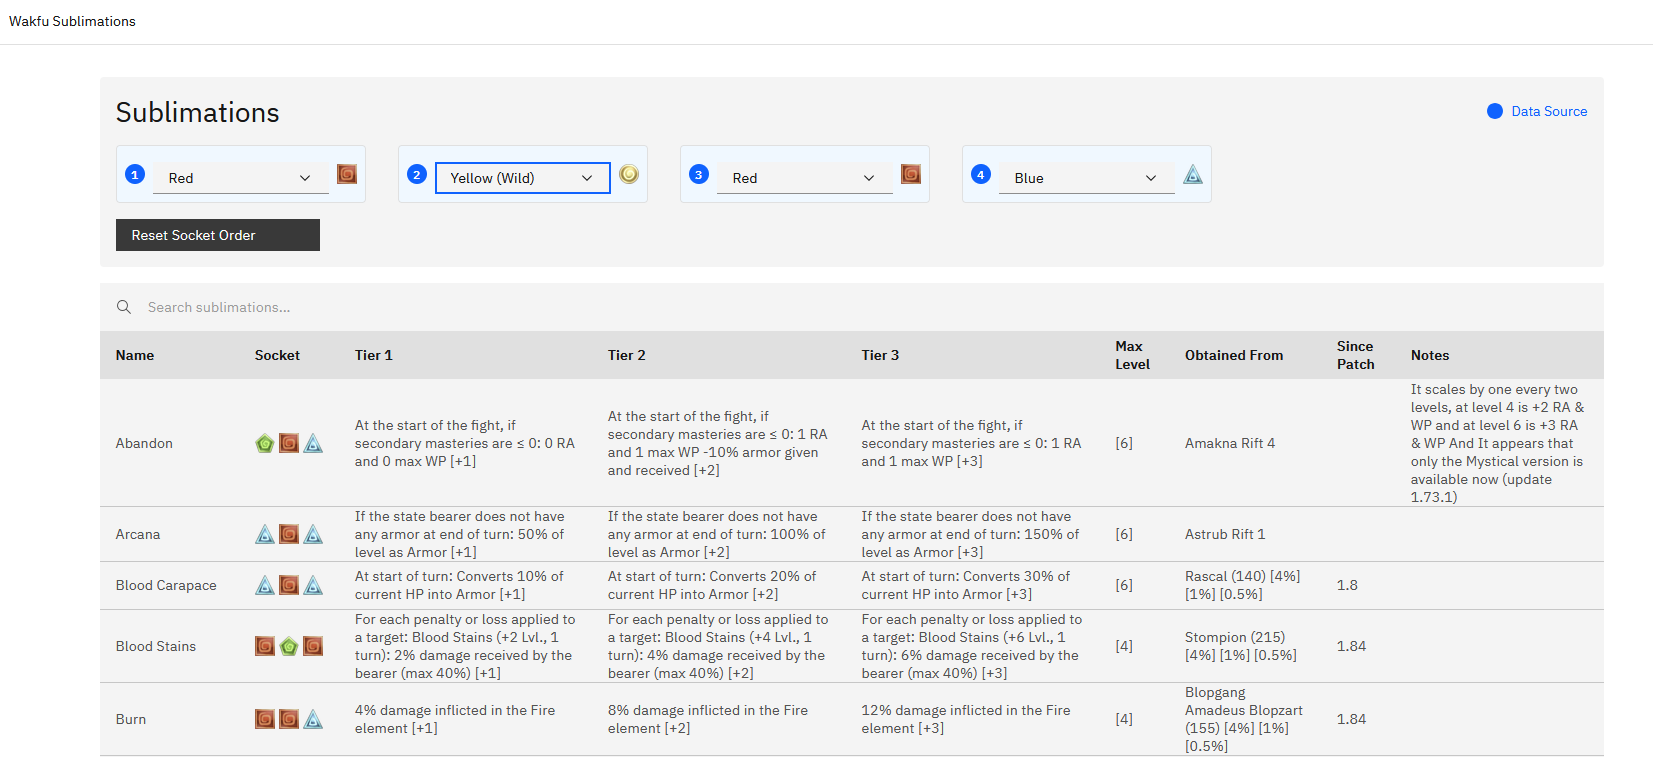 Wakfu Sublimations
Sublimations
Data Source
1 Red
2 Yellow (Wild)
3 Red
4 Blue
Reset Socket Order
Search sublimations...
Name Socket Tier 1 Tier 2 Tier 3 Max Level Obtained From Since Patch Notes
Abandon
At the start of the fight, if
secondary masteries are ≤ 0: 0 RA
and 0 max WP [+1]
At the start of the fight, if
secondary masteries are ≤ 0: 1 RA
and 1 max WP -10% armor given
and received [+2]
At the start of the fight, if
secondary masteries are ≤ 0: 1 RA
and 1 max WP [+3]
[6]
Amakna Rift 4
It scales by one every two
levels, at level 4 is +2 RA &
WP and at level 6 is +3 RA
& WP And It appears that
only the Mystical version is
available now (update
1.73.1)
Arcana
If the state bearer does not have
any armor at end of turn: 50% of
level as Armor [+1]
If the state bearer does not have
any armor at end of turn: 100% of
level as Armor [+2]
If the state bearer does not have
any armor at end of turn: 150% of
level as Armor [+3]
[6]
Astrub Rift 1
Blood Carapace
At start of turn: Converts 10% of
current HP into Armor [+1]
At start of turn: Converts 20% of
current HP into Armor [+2]
At start of turn: Converts 30% of
current HP into Armor [+3]
[6]
Rascal (140) [4%]
[1%] [0.5%]
1.8
Blood Stains
For each penalty or loss applied to
a target: Blood Stains (+2 Lvl., 1
turn): 2% damage received by the
bearer (max 40%) [+1]
For each penalty or loss applied to
a target: Blood Stains (+4 Lvl., 1
turn): 4% damage received by the
bearer (max 40%) [+2]
For each penalty or loss applied to
a target: Blood Stains (+6 Lvl., 1
turn): 6% damage received by the
bearer (max 40%) [+3]
[4]
Stompion (215)
[4%] [1%] [0.5%]
1.84
Burn
4% damage inflicted in the Fire
element [+1]
8% damage inflicted in the Fire
element [+2]
12% damage inflicted in the Fire
element [+3]
[4]
Blopgang
Amadeus Blopzart
(155) [4%] [1%]
[0.5%]
1.84